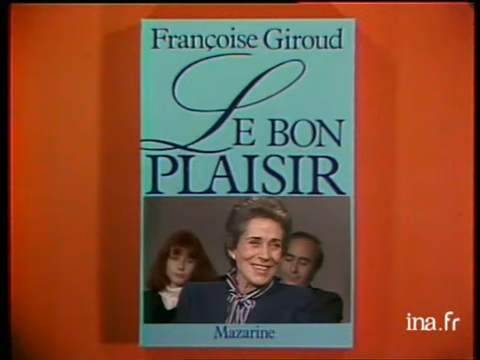 Françoise Giroud
LE BON
PLAISIR
Mazarine
ina.fr